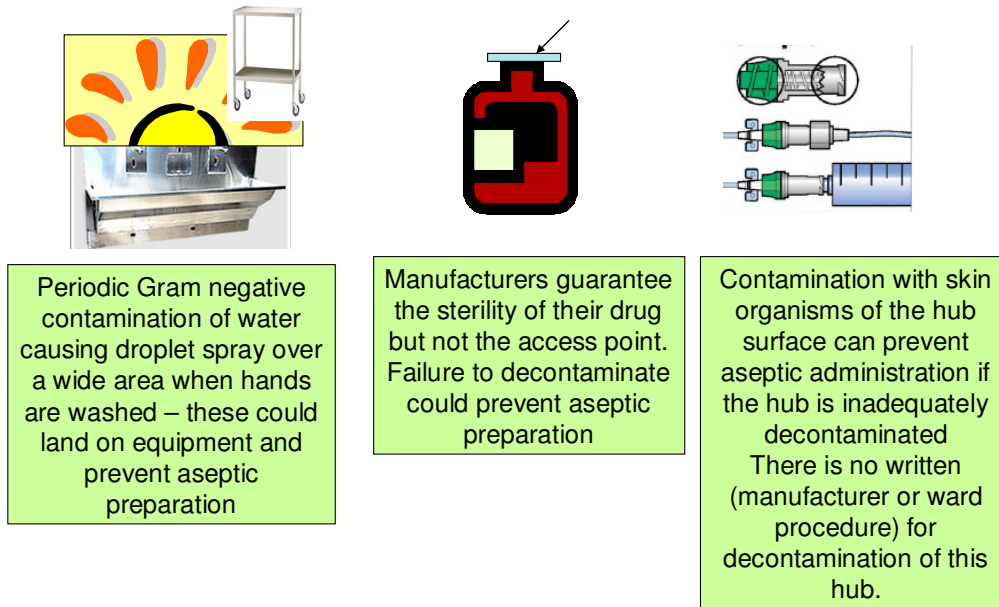 Periodic Gram negative
contamination of water
causing droplet spray over
a wide area when hands
are washed – these could
land on equipment and
prevent aseptic
preparation
Manufacturers guarantee
the sterility of their drug
but not the access point.
Failure to decontaminate
could prevent aseptic
preparation
Contamination with skin
organisms of the hub
surface can prevent
aseptic administration if
the hub is inadequately
decontaminated
There is no written
(manufacturer or ward
procedure) for
decontamination of this
hub.